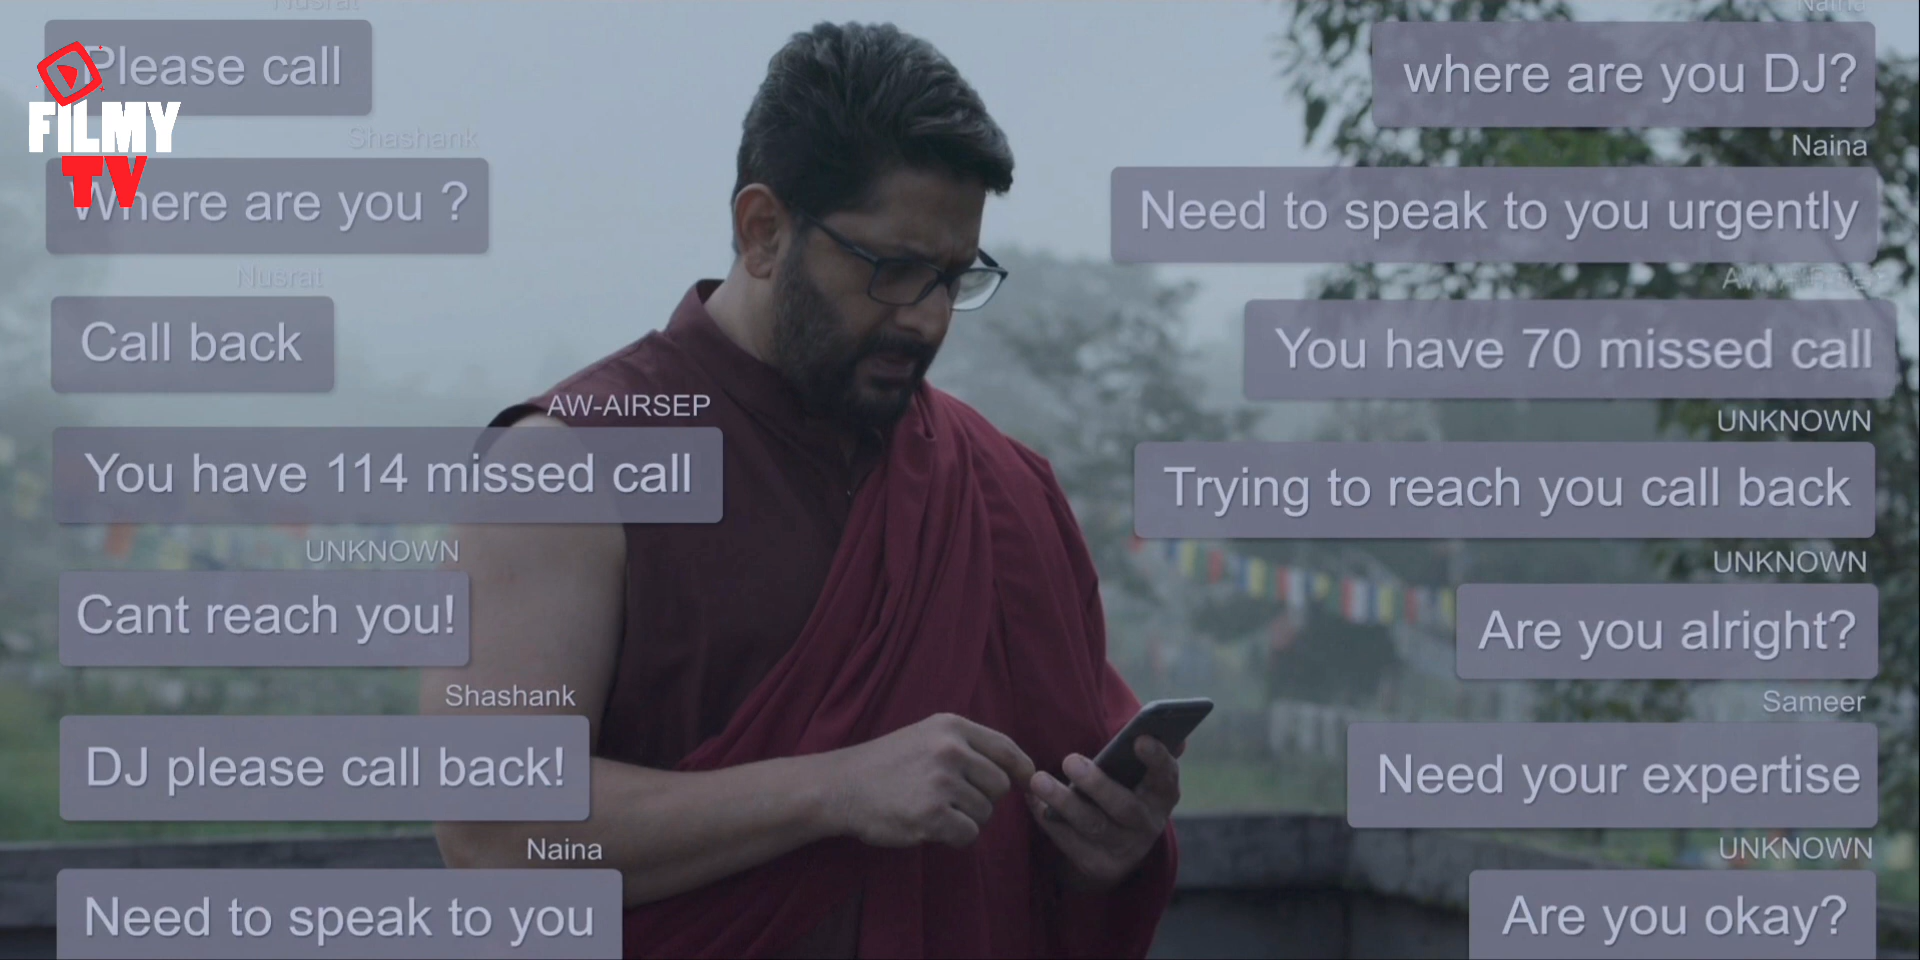 Nusrat
Please call
FILMY
TV
Shashank
Where are you ?
Nusrat
Call back
AW-AIRSEP
You have 114 missed call
UNKNOWN
Cant reach you!
Shashank
DJ please call back!
Naina
Need to speak to you
Naina
where are you DJ?
Naina
Need to speak to you urgently
You have 70 missed call
UNKNOWN
Trying to reach you call back
UNKNOWN
Are you alright?
Sameer
Need your expertise
UNKNOWN
Are you okay?